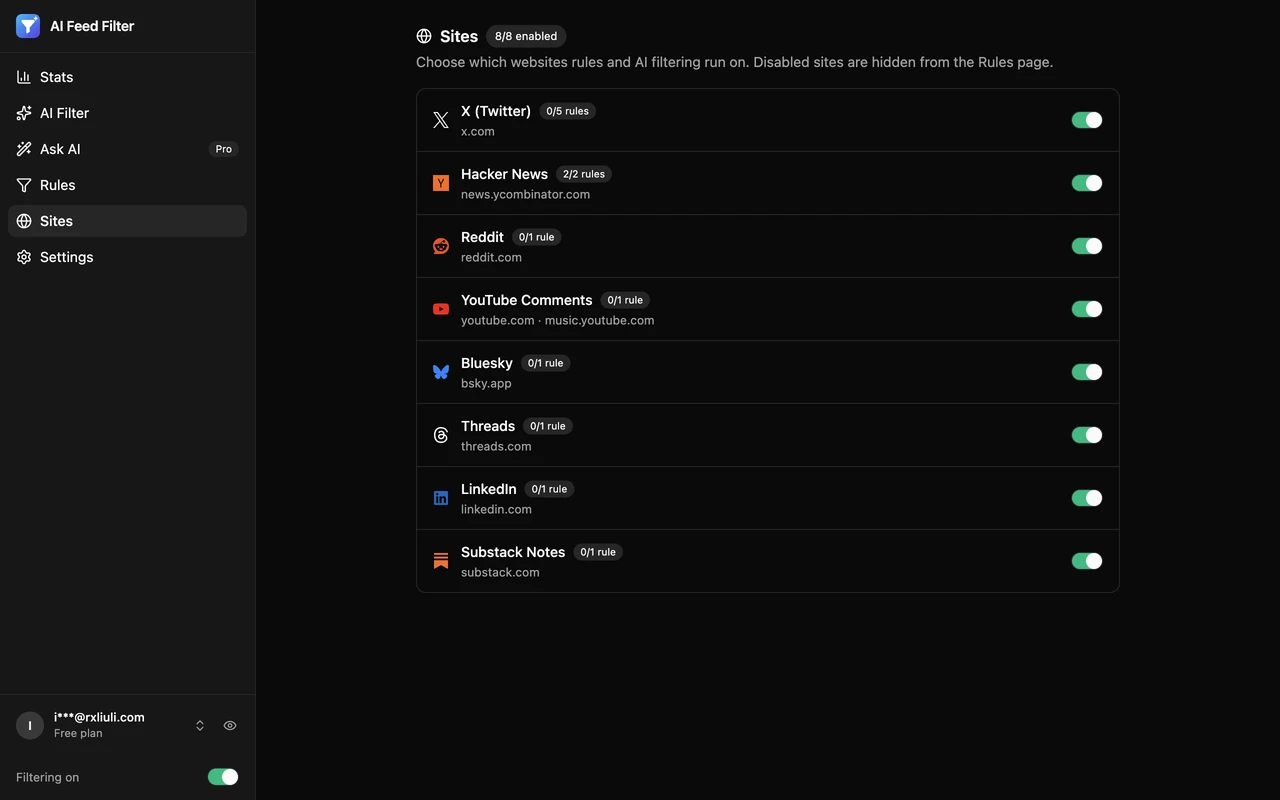 AI Feed Filter
Stats
AI Filter
Ask AI Pro
Rules
Sites
Settings
i***@rxliuli.com
I
Free plan
Filtering on
Sites 8/8 enabled
Choose which websites rules and AI filtering run on. Disabled sites are hidden from the Rules page.
X (Twitter) 0/5 rules
x.com
Hacker News 2/2 rules
Y
news.ycombinator.com
Reddit 0/1 rule
reddit.com
YouTube Comments 0/1 rule
youtube.com · music.youtube.com
Bluesky 0/1 rule
bsky.app
Threads 0/1 rule
threads.com
LinkedIn 0/1 rule
in
linkedin.com
Substack Notes 0/1 rule
substack.com